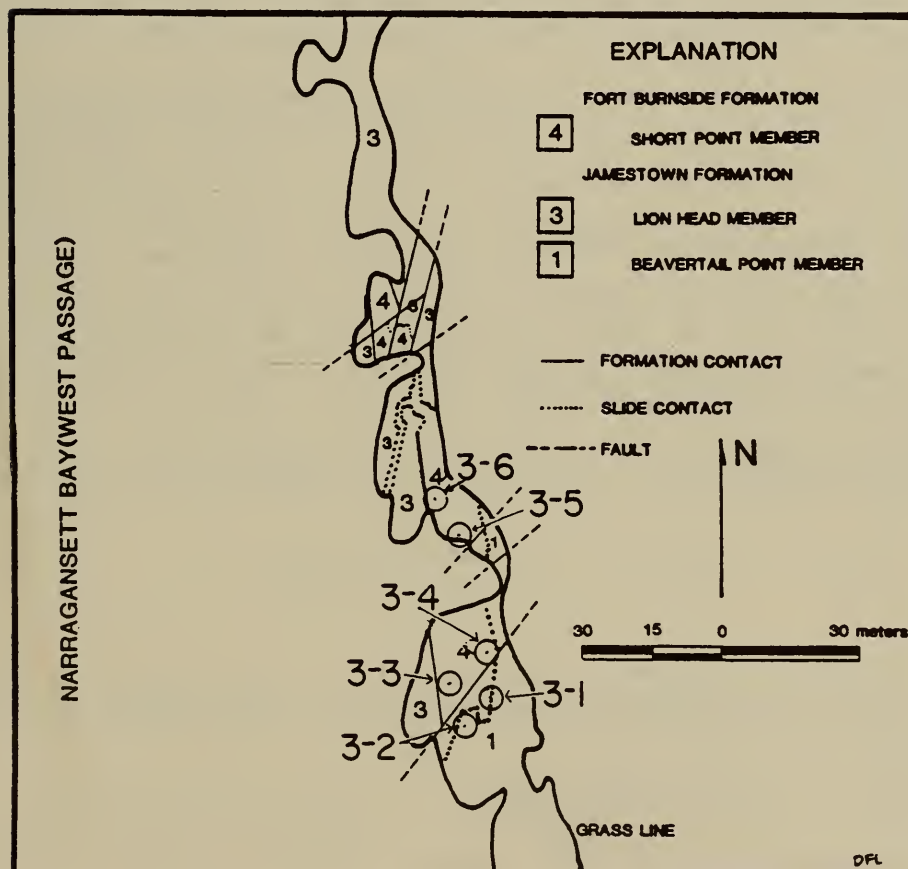 EXPLANATION
FORT BURNSIDE FORMATION
4 SHORT POINT MEMBER
JAMESTOWN FORMATION
3 LION HEAD MEMBER
1 BEAVERTAIL POINT MEMBER
FORMATION CONTACT
SLIDE CONTACT
FAULT
N
30 15 0 30 meters
NARRAGANSETT BAY(WEST PASSAGE)
3
4
3
3
4
4
3
3
4
3-6
3
3-5
1
3-4
4
3-3
3
3-1
3-2
1
GRASS LINE
DFL